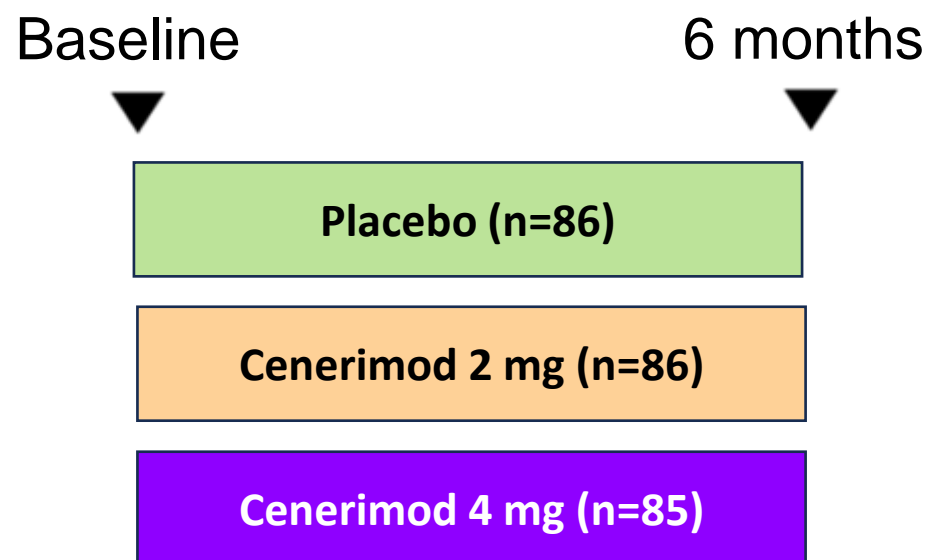 Baseline 6 months
Placebo (n=86)
Cenerimod 2 mg (n=86)
Cenerimod 4 mg (n=85)